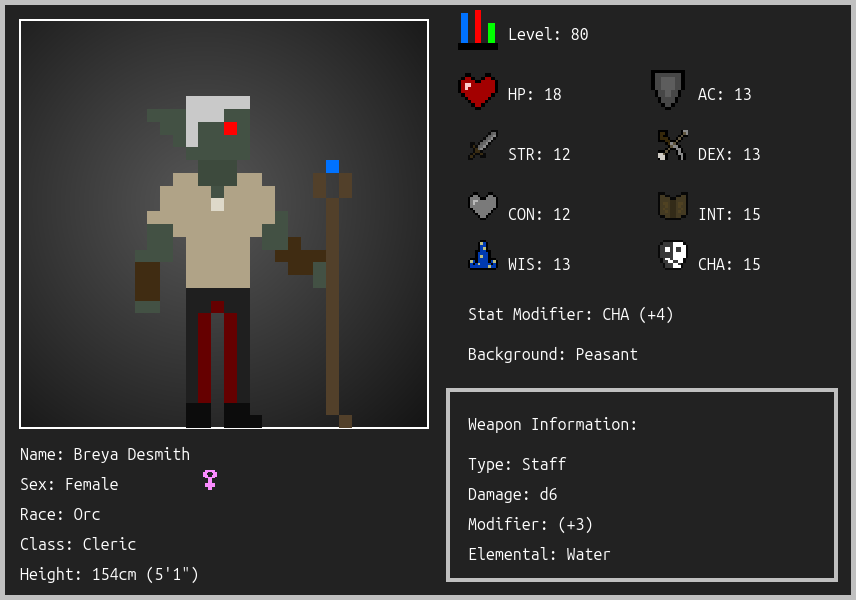 Level: 80
HP: 18
AC: 13
STR: 12
DEX: 13
CON: 12
INT: 15
WIS: 13
CHA: 15
Stat Modifier: CHA (+4)
Background: Peasant
Weapon Information:
Type: Staff
Damage: d6
Modifier: (+3)
Elemental: Water
Name: Breya Desmith
Sex: Female
Race: Orc
Class: Cleric
Height: 154cm (5'1")